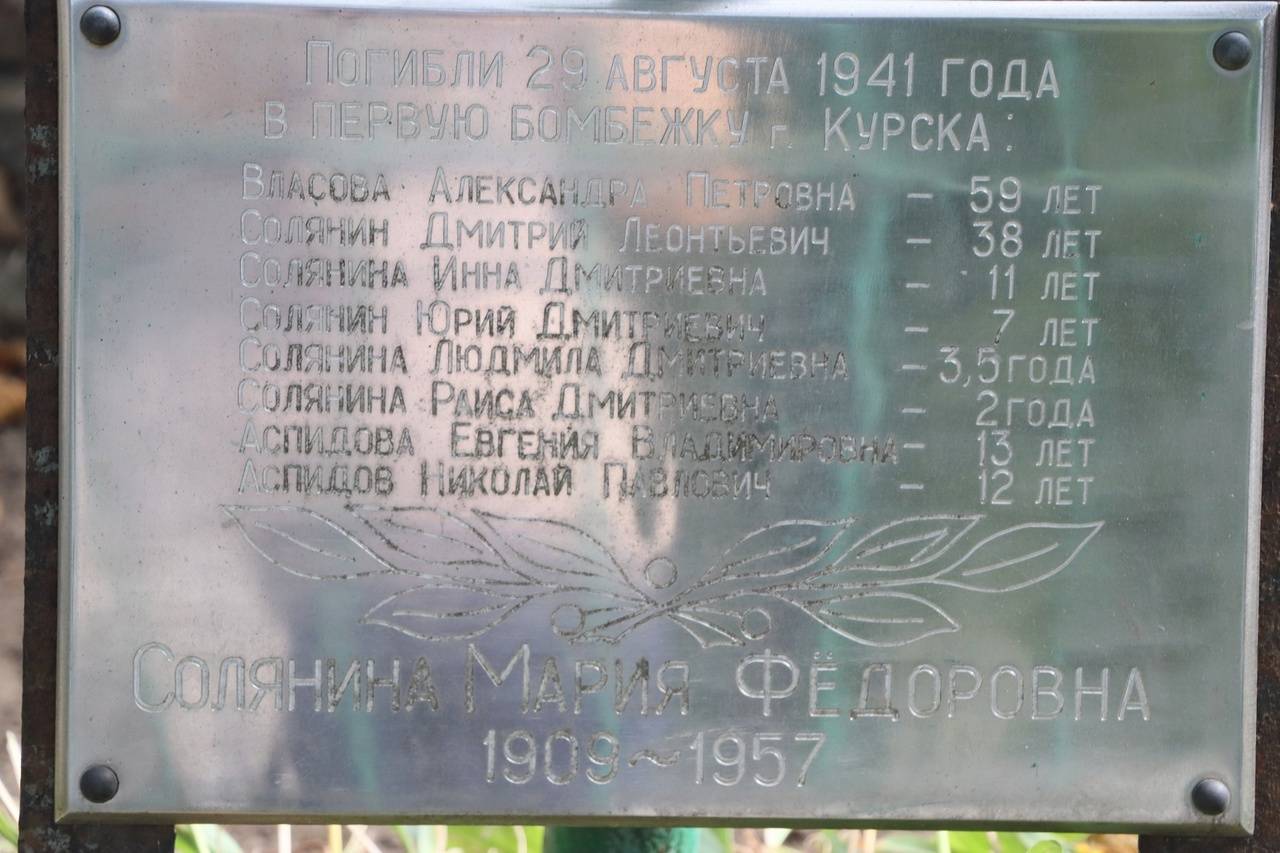 Погибли 29 августа 1941 года
в первую бомбежку г. Курска:
Власова Александра Петровна - 59 лет
Солянин Дмитрий Леонтьевич - 38 лет
Солянина Инна Дмитриевна - 11 лет
Солянин Юрий Дмитриевич - 7 лет
Солянина Людмила Дмитриевна - 3,5 года
Солянина Раиса Дмитриевна - 2 года
Аспидова Евгения Владимировна - 13 лет
Аспидов Николай Павлович - 12 лет
Солянина Мария Фёдоровна
1909~1957